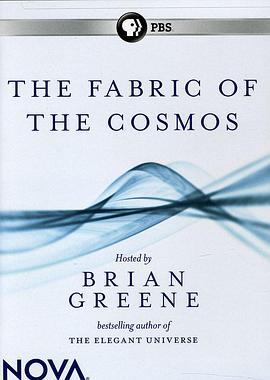 PBS
THE FABRIC OF
THE COSMOS
Hosted by
BRIAN
GREENE
bestselling author of
THE ELEGANT UNIVERSE
NOVA®